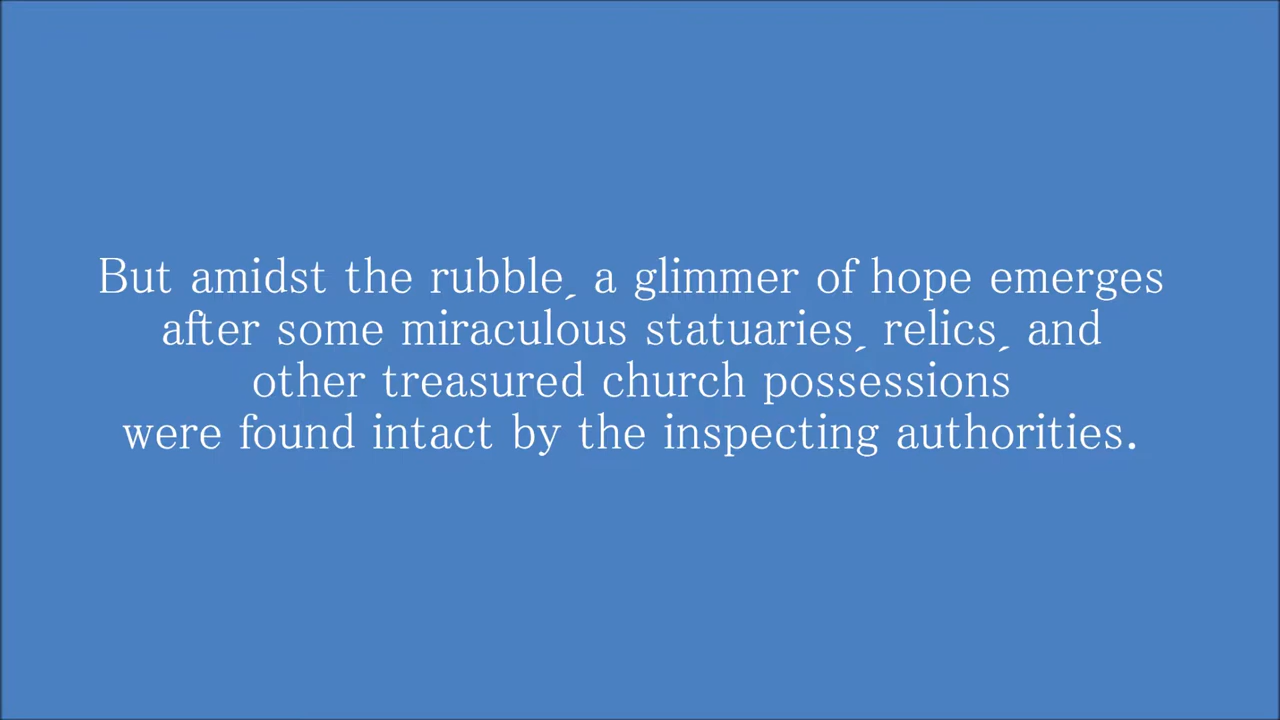 But amidst the rubble, a glimmer of hope emerges
after some miraculous statuaries, relics, and
other treasured church possessions
were found intact by the inspecting authorities.